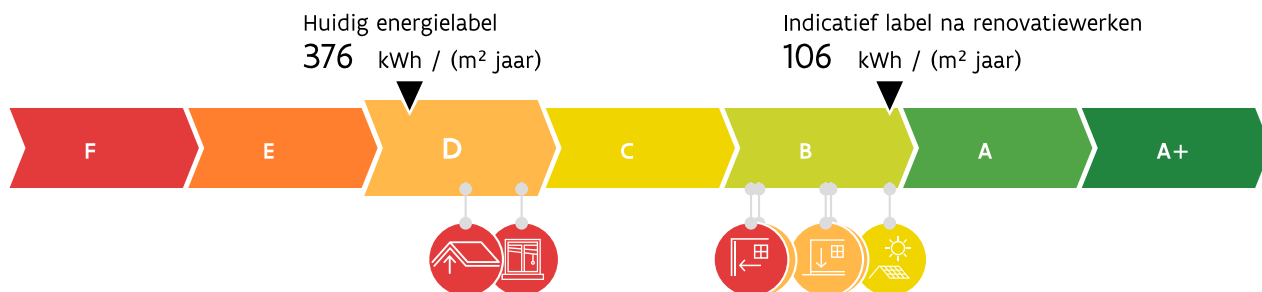 Huidig energielabel
376 kWh / (m² jaar)
Indicatief label na renovatiewerken
106 kWh / (m² jaar)
F E D C B A A+